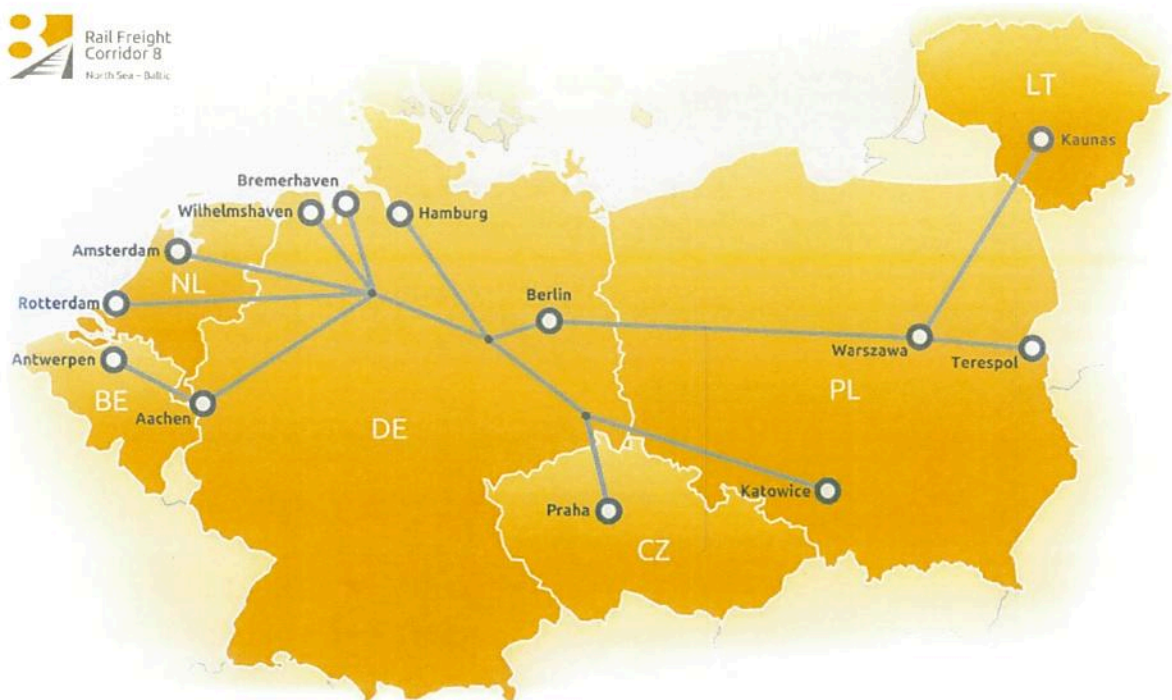 8
Rail Freight
Corridor 8
North Sea – Baltic
LT
Kaunas
Bremerhaven
Wilhelmshaven
Hamburg
Amsterdam
NL
Rotterdam
Berlin
Antwerpen
Warszawa
Terespol
BE
Aachen
DE
PL
Katowice
Praha
CZ